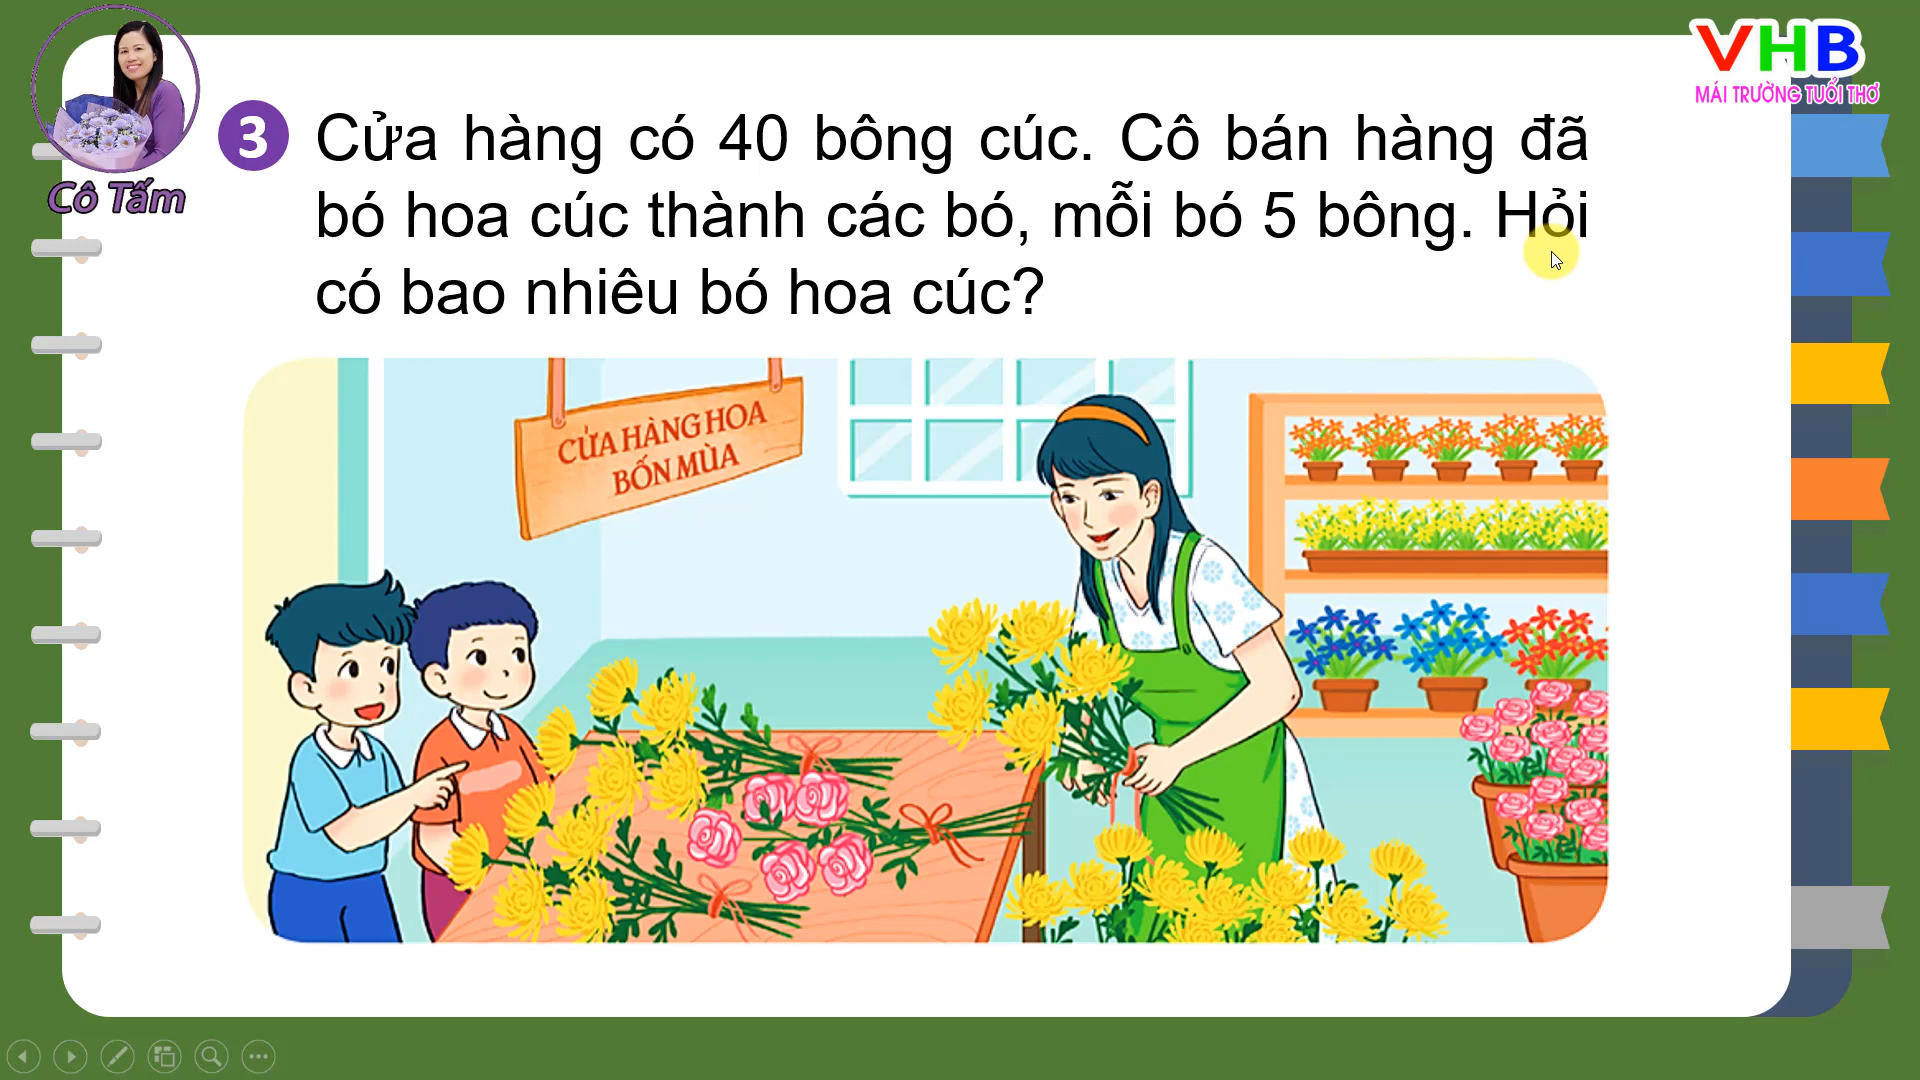 VHB
MÁI TRƯỜNG TUỔI THƠ
Cô Tấm
3 Cửa hàng có 40 bông cúc. Cô bán hàng đã
bó hoa cúc thành các bó, mỗi bó 5 bông. Hỏi
có bao nhiêu bó hoa cúc?
CỬA HÀNG HOA
BỐN MÙA